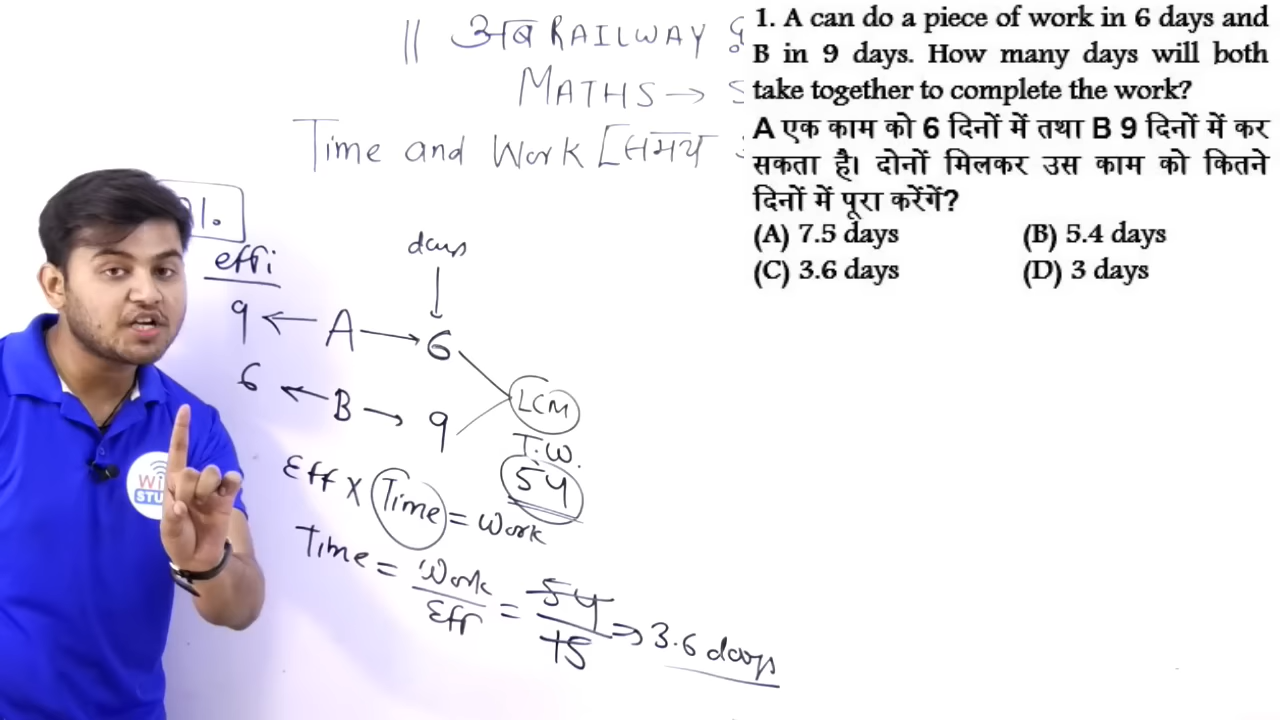 || अब RAILWAY
MATHS →
Time and Work [समय
1. A can do a piece of work in 6 days and
B in 9 days. How many days will both
take together to complete the work?
A एक काम को 6 दिनों में तथा B 9 दिनों में कर
सकता है। दोनों मिलकर उस काम को कितने
दिनों में पूरा करेंगें?
(A) 7.5 days (B) 5.4 days
(C) 3.6 days (D) 3 days
01.
effi
days
9 ← A → 6
6 ← B → 9
LCM
T.W.
54
Eff x Time = Work
Time = Work / Eff = 54 / 15 ⇒ 3.6 days
Wi
STU